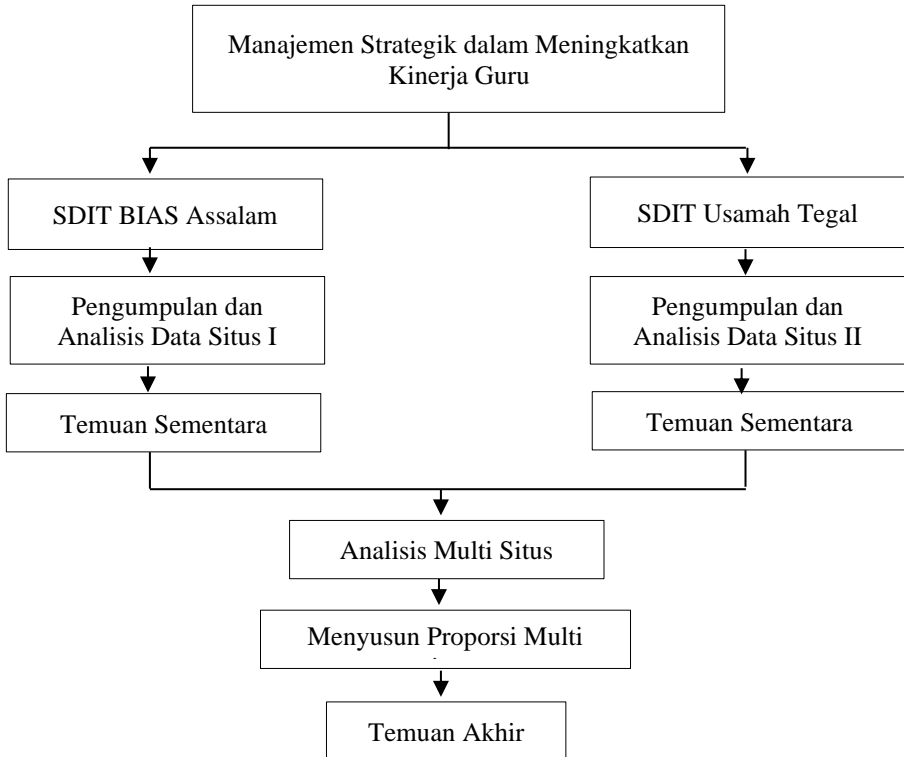 Manajemen Strategik dalam Meningkatkan
Kinerja Guru
SDIT BIAS Assalam
SDIT Usamah Tegal
Pengumpulan dan
Analisis Data Situs I
Pengumpulan dan
Analisis Data Situs II
Temuan Sementara
Temuan Sementara
Analisis Multi Situs
Menyusun Proporsi Multi
Temuan Akhir